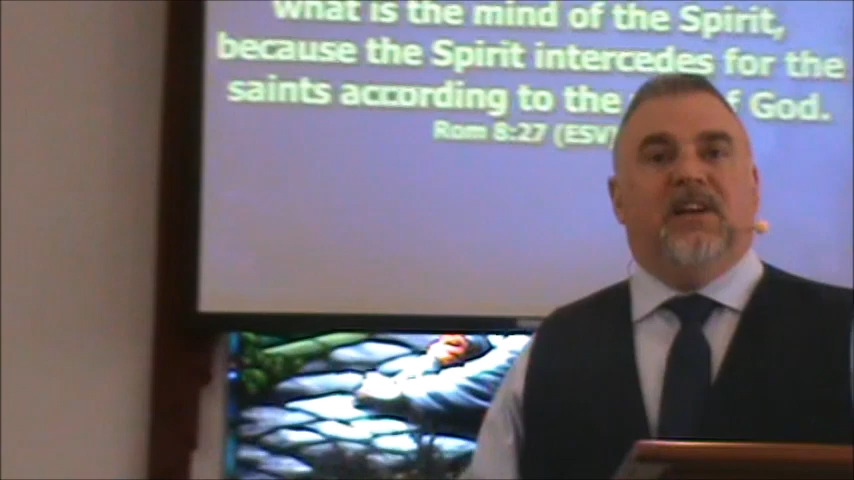 what is the mind of the Spirit,
because the Spirit intercedes for the
saints according to the f God.
Rom 8:27 (ESV)